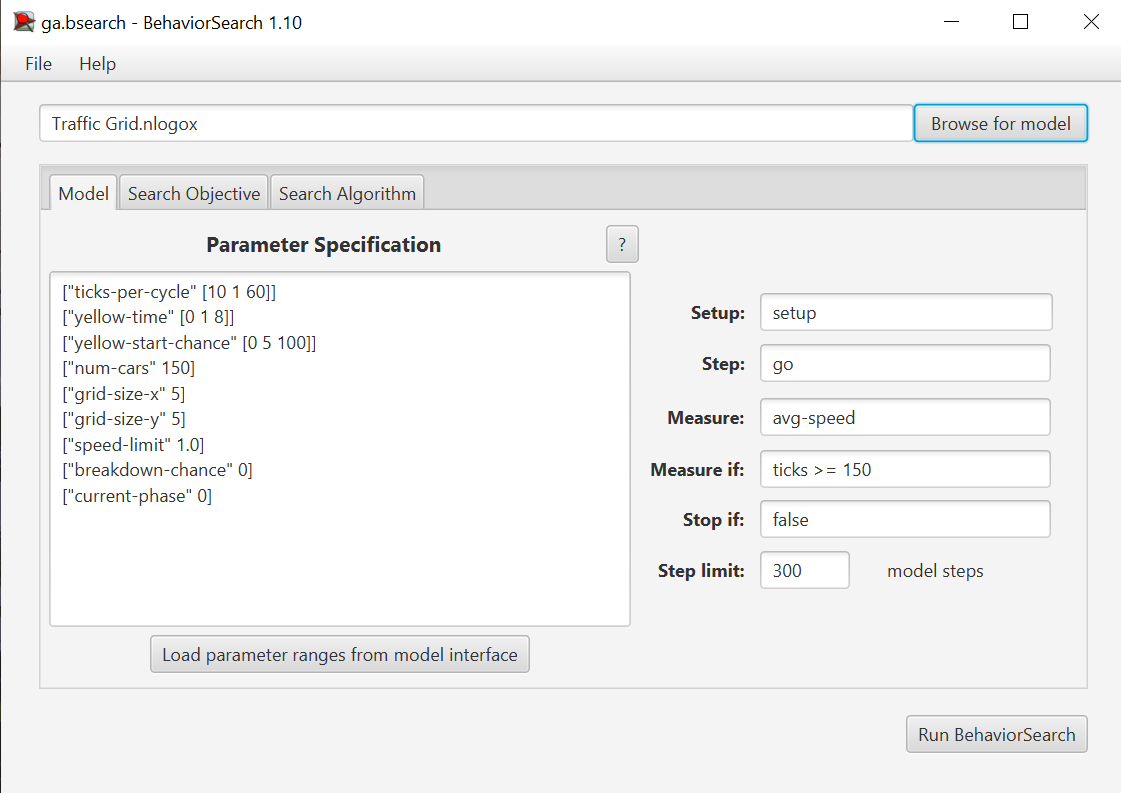 ga.bsearch - BehaviorSearch 1.10
File Help
Traffic Grid.nlogox Browse for model
Model Search Objective Search Algorithm
Parameter Specification ?
["ticks-per-cycle" [10 1 60]]
["yellow-time" [0 1 8]]
["yellow-start-chance" [0 5 100]]
["num-cars" 150]
["grid-size-x" 5]
["grid-size-y" 5]
["speed-limit" 1.0]
["breakdown-chance" 0]
["current-phase" 0]
Load parameter ranges from model interface
Setup: setup
Step: go
Measure: avg-speed
Measure if: ticks >= 150
Stop if: false
Step limit: 300 model steps
Run BehaviorSearch